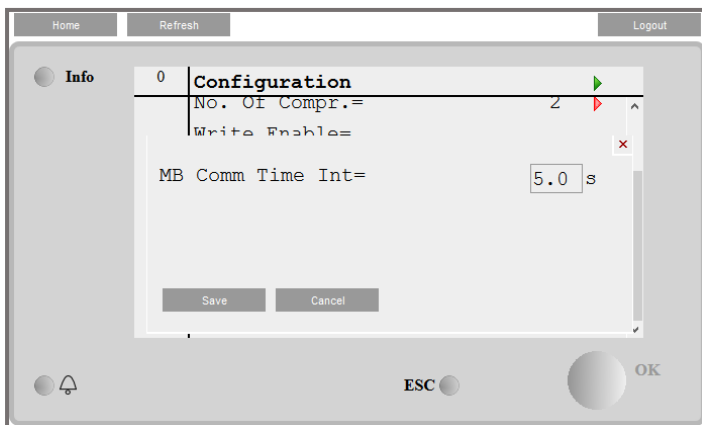 Home Refresh Logout
Info
0 Configuration
No. Of Compr.= 2
Write Enable=
MB Comm Time Int= 5.0 s
Save Cancel
ESC
OK